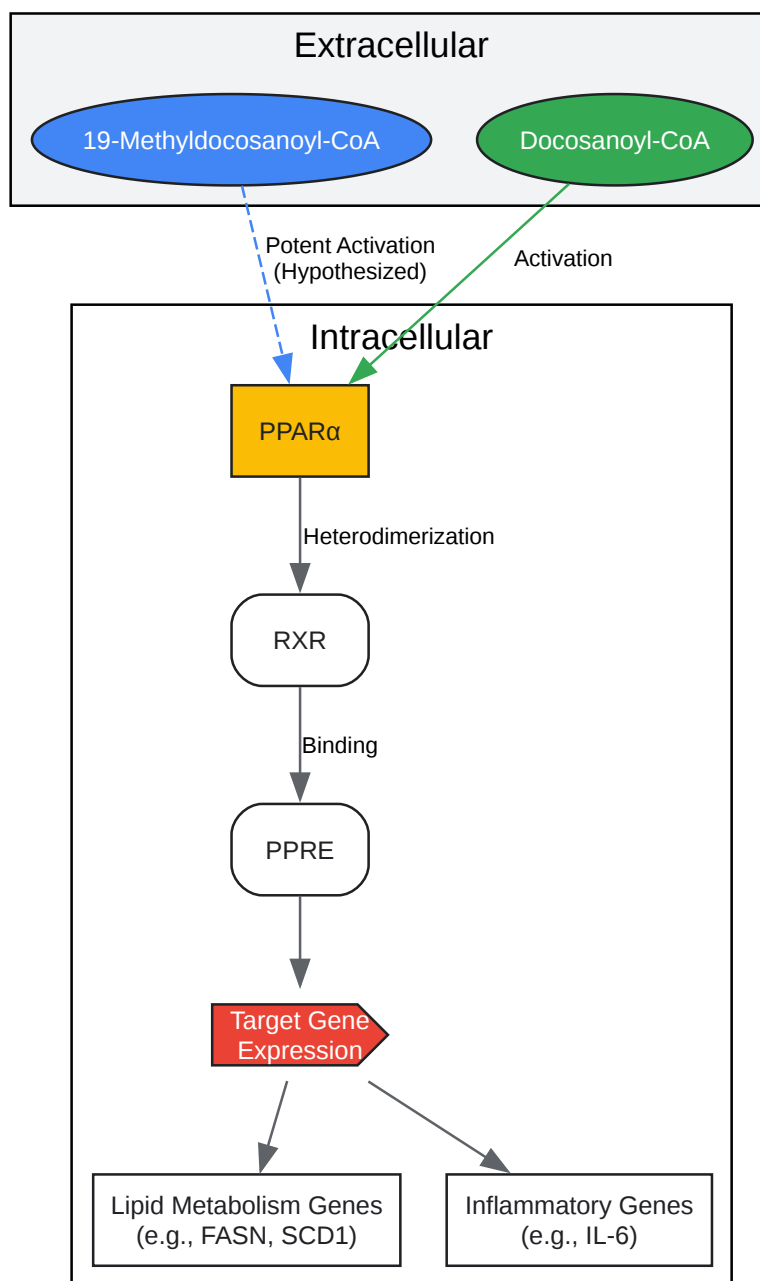 Extracellular
19-Methyldocosanoyl-CoA
Docosanoyl-CoA
Potent Activation
(Hypothesized)
Activation
Intracellular
PPARα
Heterodimerization
RXR
Binding
PPRE
Target Gene
Expression
Lipid Metabolism Genes
(e.g., FASN, SCD1)
Inflammatory Genes
(e.g., IL-6)